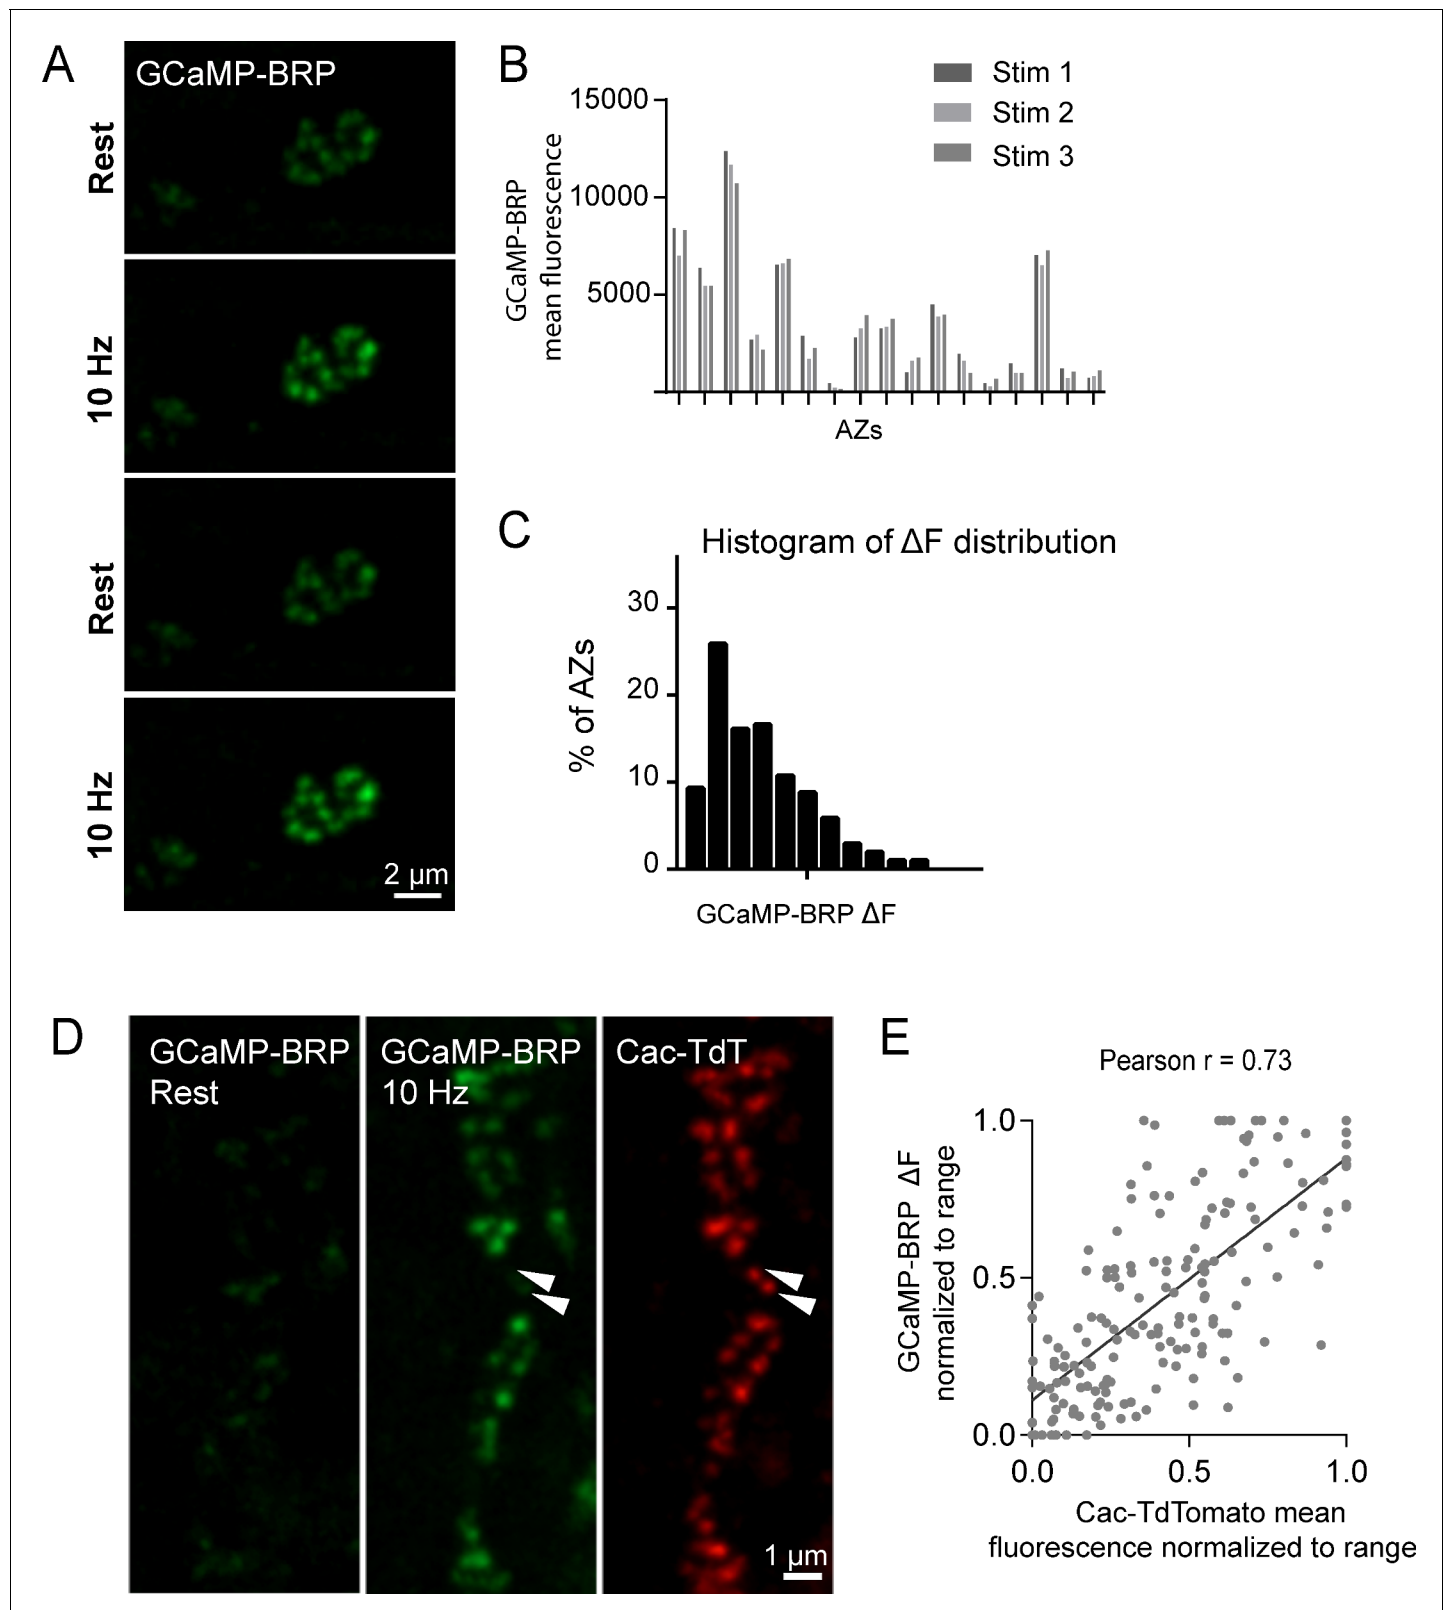 A
GCaMP-BRP
Rest
10 Hz
Rest
10 Hz
2 µm
B
Stim 1
Stim 2
Stim 3
15000
10000
5000
GCaMP-BRP
mean fluorescence
AZs
C
Histogram of ΔF distribution
30
20
10
0
% of AZs
GCaMP-BRP ΔF
D
GCaMP-BRP
Rest
GCaMP-BRP
10 Hz
Cac-TdT
1 µm
E
Pearson r = 0.73
1.0
0.5
0.0
GCaMP-BRP ΔF
normalized to range
0.0 0.5 1.0
Cac-TdTomato mean
fluorescence normalized to range